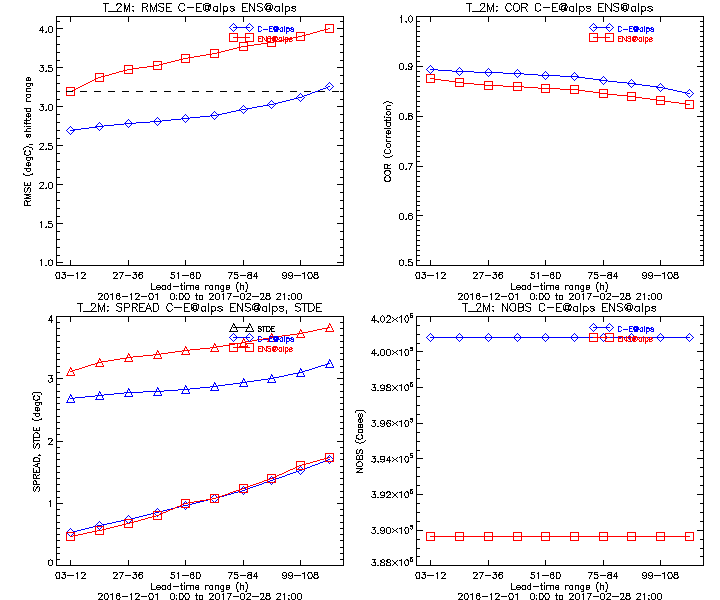 T_2M: RMSE C-E@alps ENS@alps
C-E@alps
ENS@alps
4.0
3.5
3.0
2.5
2.0
1.5
1.0
RMSE (degC), shifted range
03-12 27-36 51-60 75-84 99-108
Lead-time range (h)
2016-12-01 0:00 to 2017-02-28 21:00
T_2M: COR C-E@alps ENS@alps
C-E@alps
ENS@alps
1.0
0.9
0.8
0.7
0.6
0.5
COR (Correlation)
03-12 27-36 51-60 75-84 99-108
Lead-time range (h)
2016-12-01 0:00 to 2017-02-28 21:00
T_2M: SPREAD C-E@alps ENS@alps, STDE
STDE
C-E@alps
ENS@alps
4
3
2
1
0
SPREAD, STDE (degC)
03-12 27-36 51-60 75-84 99-108
Lead-time range (h)
2016-12-01 0:00 to 2017-02-28 21:00
T_2M: NOBS C-E@alps ENS@alps
C-E@alps
ENS@alps
NOBS (Cases)
03-12 27-36 51-60 75-84 99-108
Lead-time range (h)
2016-12-01 0:00 to 2017-02-28 21:00